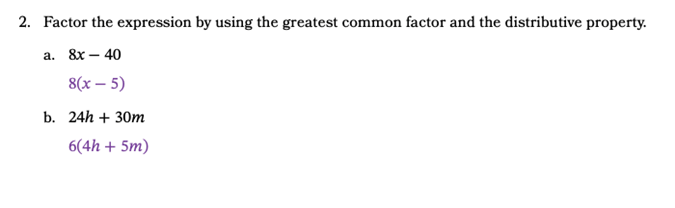 2. Factor the expression by using the greatest common factor and the distributive property.
a. 8x − 40
8(x − 5)
b. 24h + 30m
6(4h + 5m)